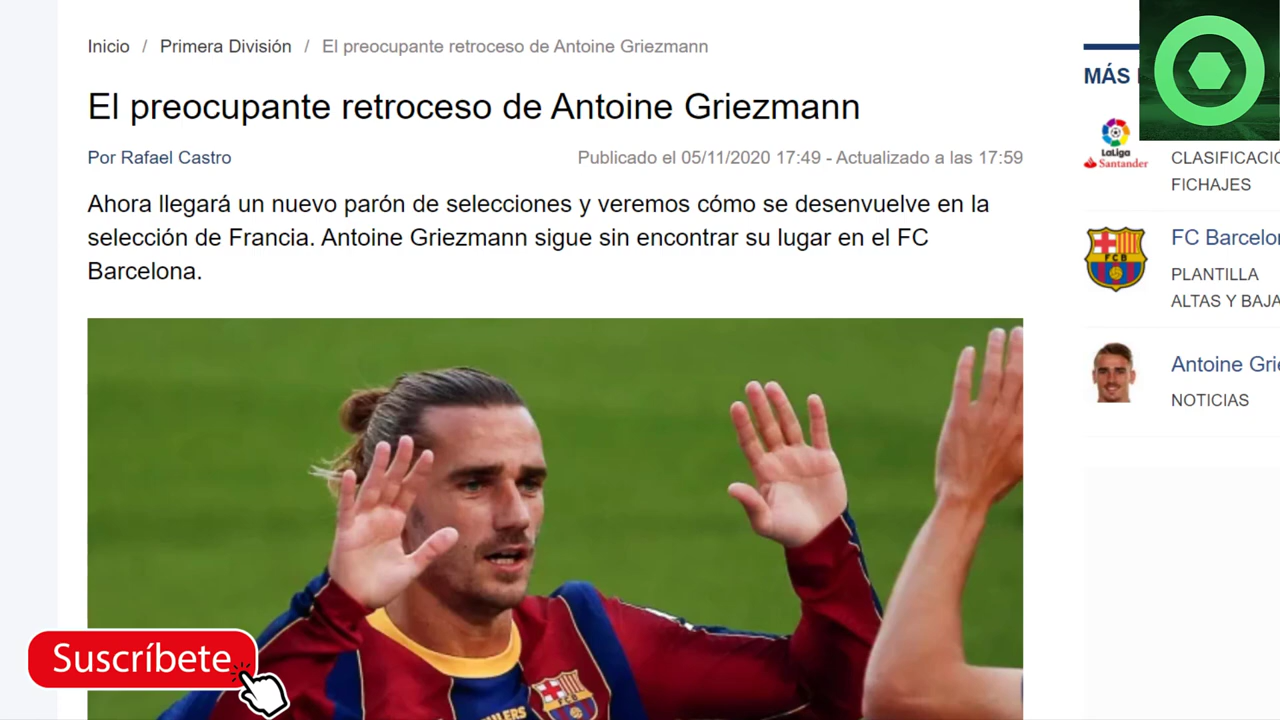 Inicio / Primera División / El preocupante retroceso de Antoine Griezmann
El preocupante retroceso de Antoine Griezmann
Por Rafael Castro
Publicado el 05/11/2020 17:49 - Actualizado a las 17:59
Ahora llegará un nuevo parón de selecciones y veremos cómo se desenvuelve en la
selección de Francia. Antoine Griezmann sigue sin encontrar su lugar en el FC
Barcelona.
MÁS
LaLiga
Santander
CLASIFICACIÓ
FICHAJES
FCB
FC Barcelo
PLANTILLA
ALTAS Y BAJA
Antoine Grie
NOTICIAS
Suscríbete